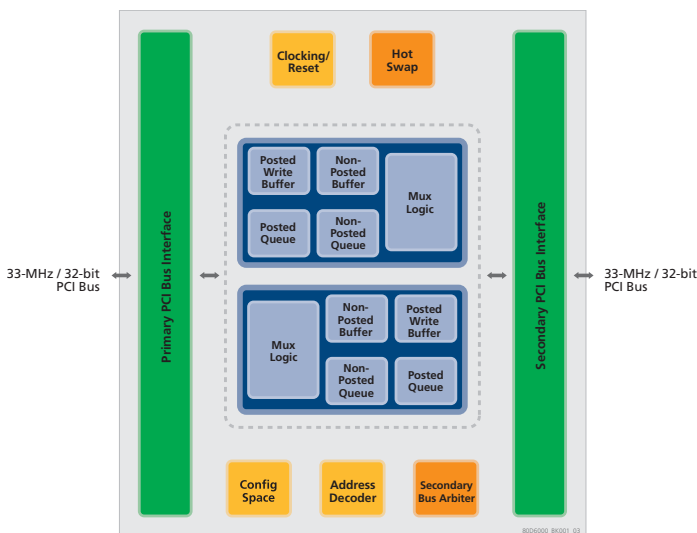 Clocking/
Reset
Hot
Swap
Primary PCI Bus Interface
Secondary PCI Bus Interface
Posted
Write
Buffer
Non-
Posted
Buffer
Mux
Logic
Posted
Queue
Non-
Posted
Queue
33-MHz / 32-bit
PCI Bus
33-MHz / 32-bit
PCI Bus
Mux
Logic
Non-
Posted
Buffer
Posted
Write
Buffer
Non-
Posted
Queue
Posted
Queue
Config
Space
Address
Decoder
Secondary
Bus Arbiter
80D6000_BK001_03